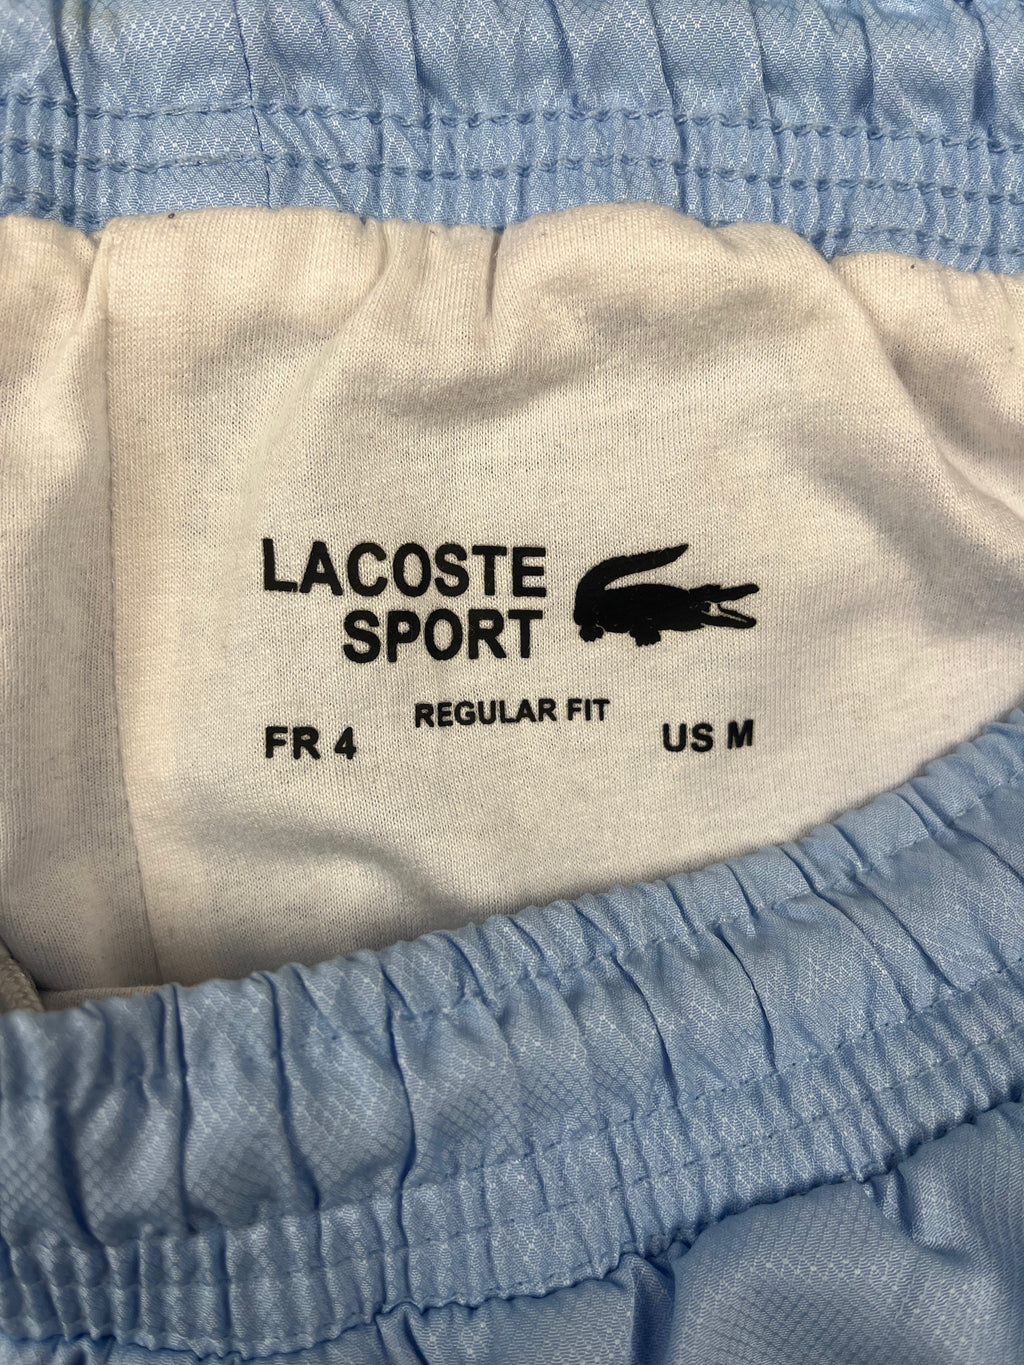 LACOSTE
SPORT
REGULAR FIT
FR 4
US M